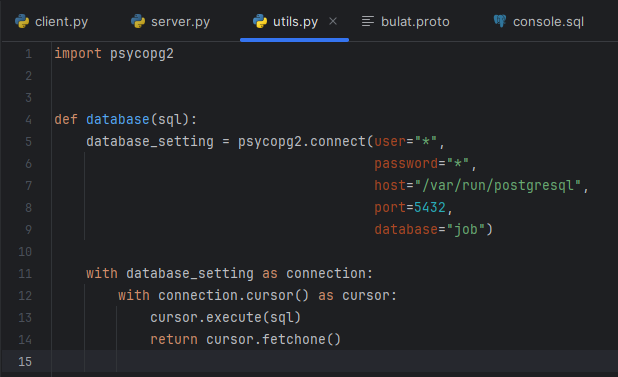 client.py server.py utils.py × bulat.proto console.sql
1 import psycopg2
2
3
4 def database(sql):
5     database_setting = psycopg2.connect(user="*",
6                                         password="*",
7                                         host="/var/run/postgresql",
8                                         port=5432,
9                                         database="job")
10
11     with database_setting as connection:
12         with connection.cursor() as cursor:
13             cursor.execute(sql)
14             return cursor.fetchone()
15